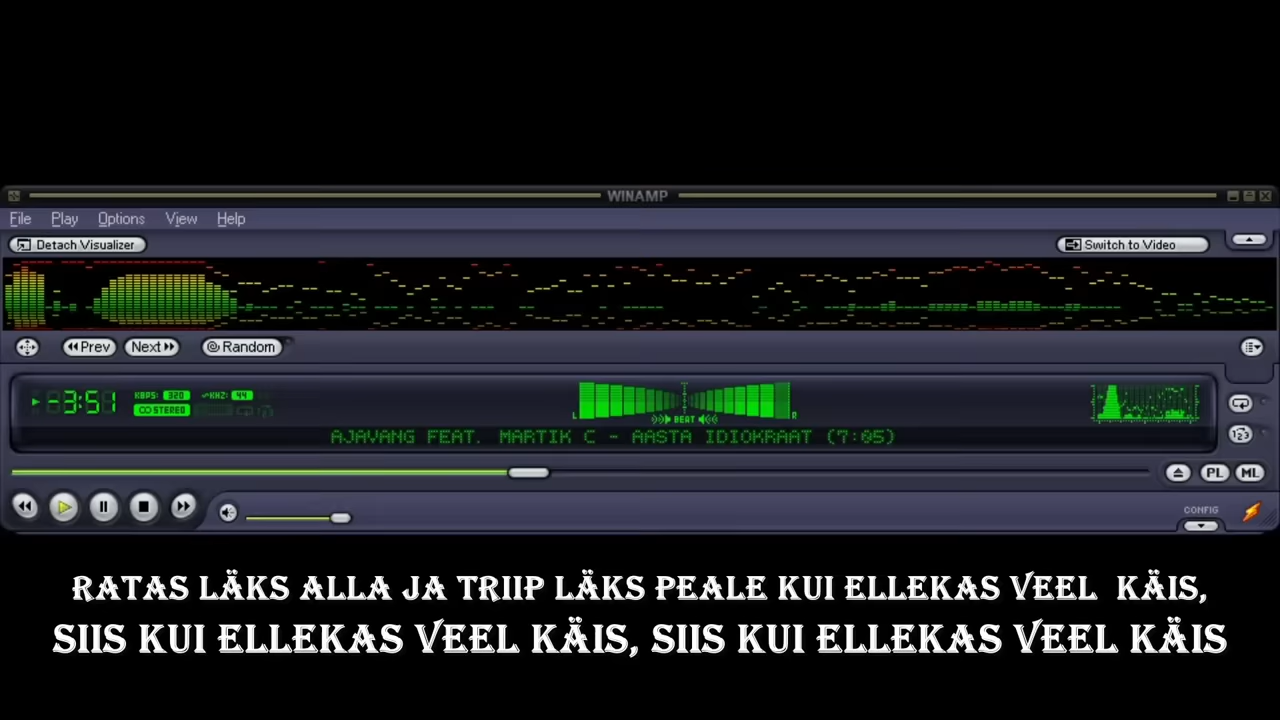 WINAMP
File Play Options View Help
Detach Visualizer Switch to Video
Prev Next Random
-3:51 KBPS: 320 KHZ: 44
STEREO
L BEAT R
AJAVANG FEAT. MARTIK C - AASTA IDIOKRAAT (7:05)
PL ML
CONFIG
RATAS LÄKS ALLA JA TRIIP LÄKS PEALE KUI ELLEKAS VEEL KÄIS,
SIIS KUI ELLEKAS VEEL KÄIS, SIIS KUI ELLEKAS VEEL KÄIS